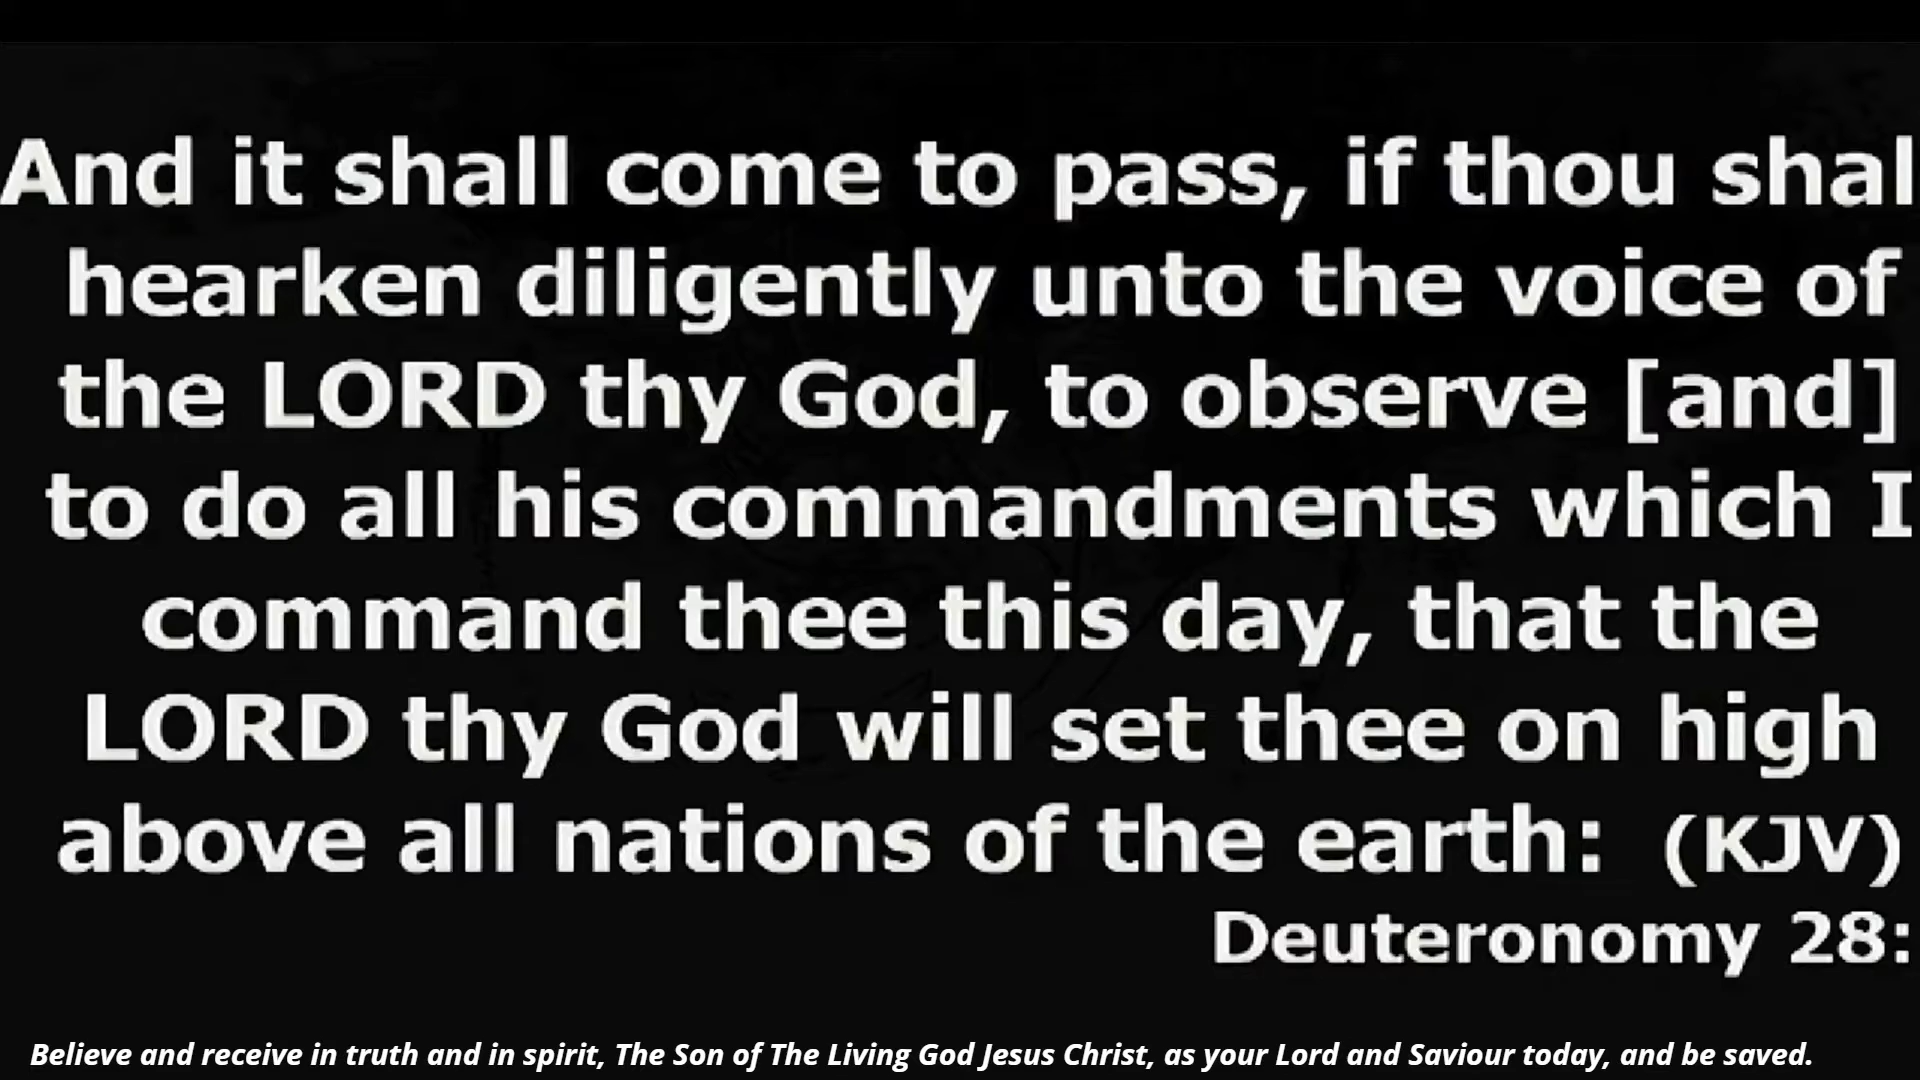 And it shall come to pass, if thou shal
hearken diligently unto the voice of
the LORD thy God, to observe [and]
to do all his commandments which I
command thee this day, that the
LORD thy God will set thee on high
above all nations of the earth: (KJV)
Deuteronomy 28:
Believe and receive in truth and in spirit, The Son of The Living God Jesus Christ, as your Lord and Saviour today, and be saved.